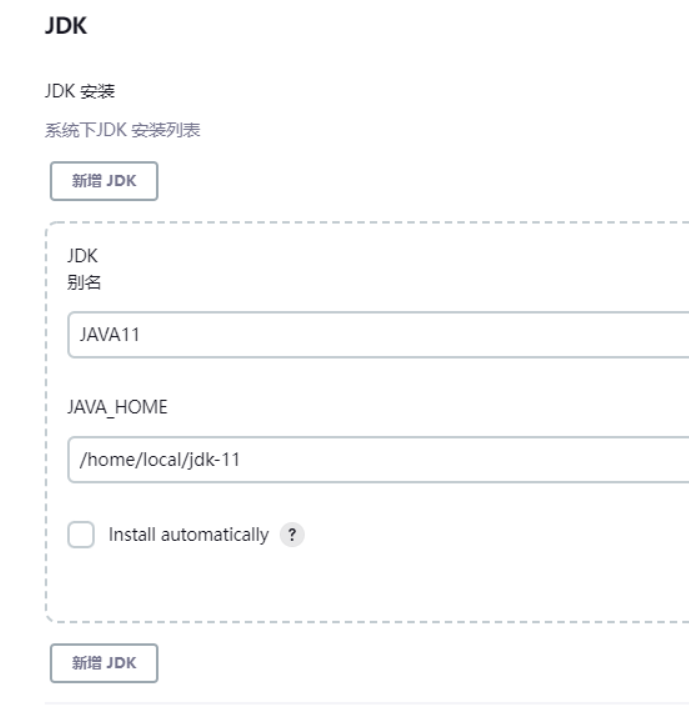 JDK
JDK 安装
系统下JDK 安装列表
新增 JDK
JDK
别名
JAVA11
JAVA_HOME
/home/local/jdk-11
Install automatically ?
新增 JDK